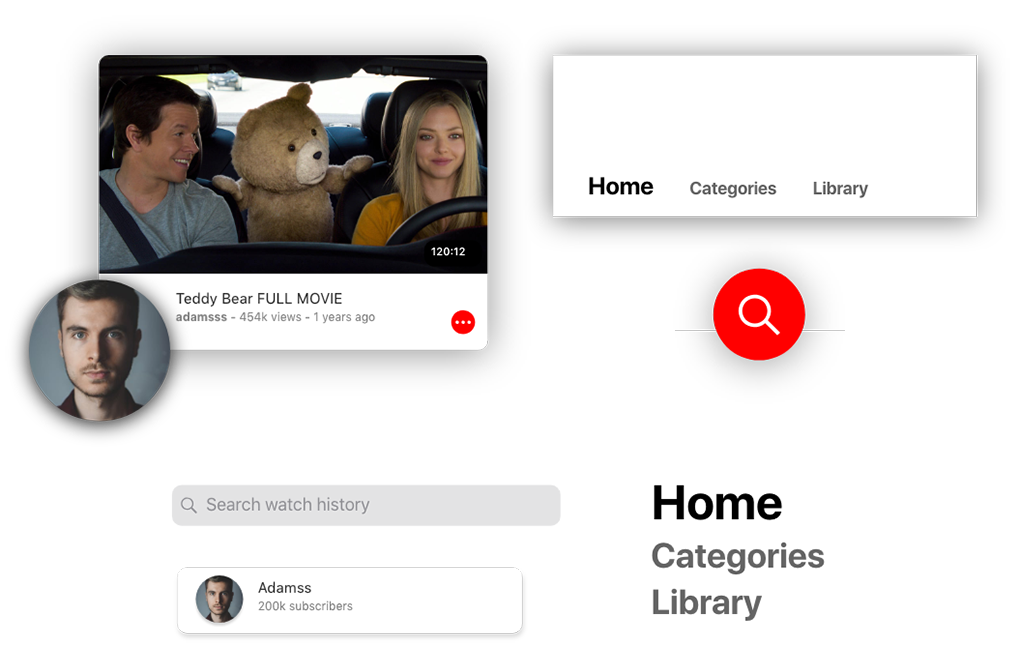 120:12
Teddy Bear FULL MOVIE
adamsss - 454k views - 1 years ago
Home Categories Library
Search watch history
Adamss
200k subscribers
Home
Categories
Library